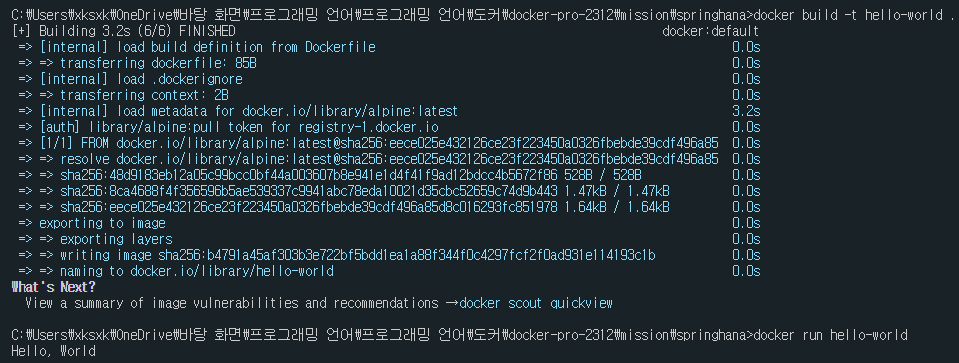 C:\Users\xksxk\OneDrive\바탕 화면\프로그래밍 언어\프로그래밍 언어\도커\docker-pro-2312\mission\springhana>docker build -t hello-world .
[+] Building 3.2s (6/6) FINISHED docker:default
=> [internal] load build definition from Dockerfile 0.0s
=> => transferring dockerfile: 85B 0.0s
=> [internal] load .dockerignore 0.0s
=> => transferring context: 2B 0.0s
=> [internal] load metadata for docker.io/library/alpine:latest 3.2s
=> [auth] library/alpine:pull token for registry-1.docker.io 0.0s
=> [1/1] FROM docker.io/library/alpine:latest@sha256:eece025e432126ce23f223450a0326fbebde39cdf496a85 0.0s
=> => resolve docker.io/library/alpine:latest@sha256:eece025e432126ce23f223450a0326fbebde39cdf496a85 0.0s
=> => sha256:48d9183eb12a05c99bcc0bf44a003607b8e941e1d4f41f9ad12bdcc4b5672f86 528B / 528B 0.0s
=> => sha256:8ca4688f4f356596b5ae539337c9941abc78eda10021d35cbc52659c74d9b443 1.47kB / 1.47kB 0.0s
=> => sha256:eece025e432126ce23f223450a0326fbebde39cdf496a85d8c016293fc851978 1.64kB / 1.64kB 0.0s
=> exporting to image 0.0s
=> => exporting layers 0.0s
=> => writing image sha256:b4791a45af303b3e722bf5bdd1ea1a88f344f0c4297fcf2f0ad931e114193c1b 0.0s
=> => naming to docker.io/library/hello-world 0.0s
What's Next?
View a summary of image vulnerabilities and recommendations →docker scout quickview
C:\Users\xksxk\OneDrive\바탕 화면\프로그래밍 언어\프로그래밍 언어\도커\docker-pro-2312\mission\springhana>docker run hello-world
Hello, World